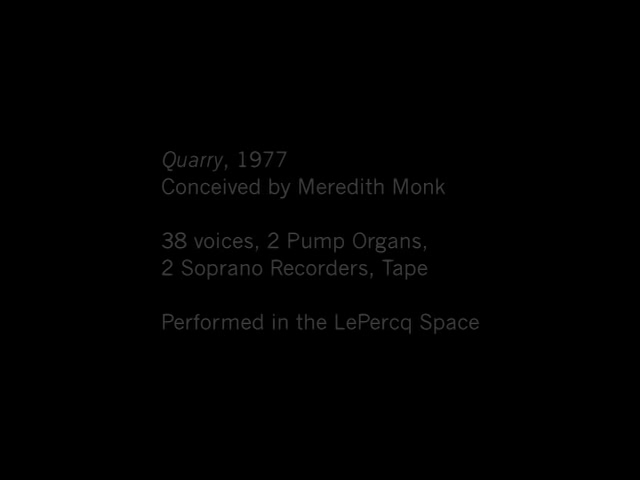 Quarry, 1977
Conceived by Meredith Monk
38 voices, 2 Pump Organs,
2 Soprano Recorders, Tape
Performed in the LePercq Space